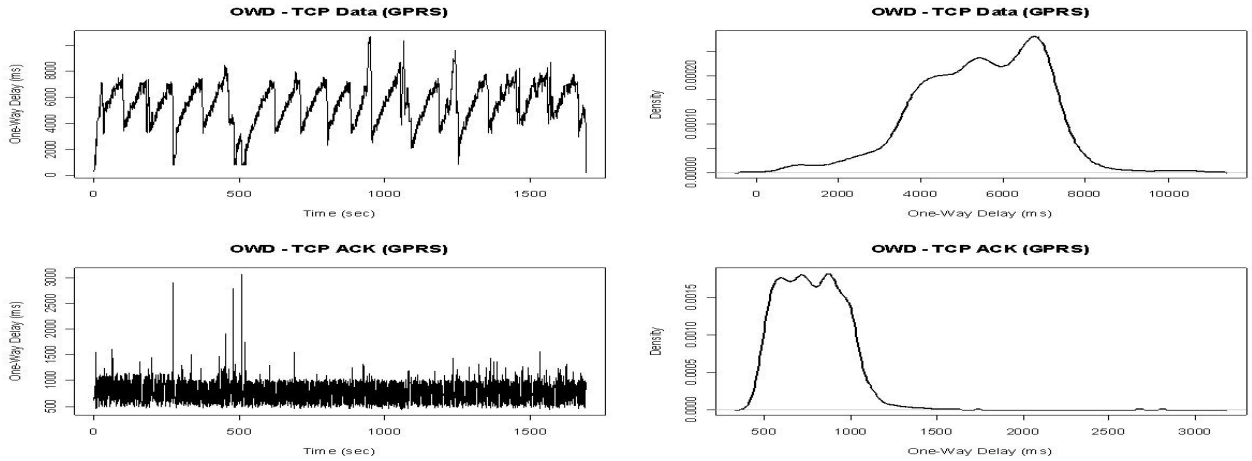 OWD - TCP Data (GPRS)
One-Way Delay (ms)
0 2000 4000 6000 8000
0 500 1000 1500
Time (sec)
OWD - TCP Data (GPRS)
Density
0.00000 0.00010 0.00020
0 2000 4000 6000 8000 10000
One-Way Delay (ms)
OWD - TCP ACK (GPRS)
One-Way Delay (ms)
500 1000 1500 2000 2500 3000
0 500 1000 1500
Time (sec)
OWD - TCP ACK (GPRS)
Density
0.0000 0.0005 0.0010 0.0015
500 1000 1500 2000 2500 3000
One-Way Delay (ms)